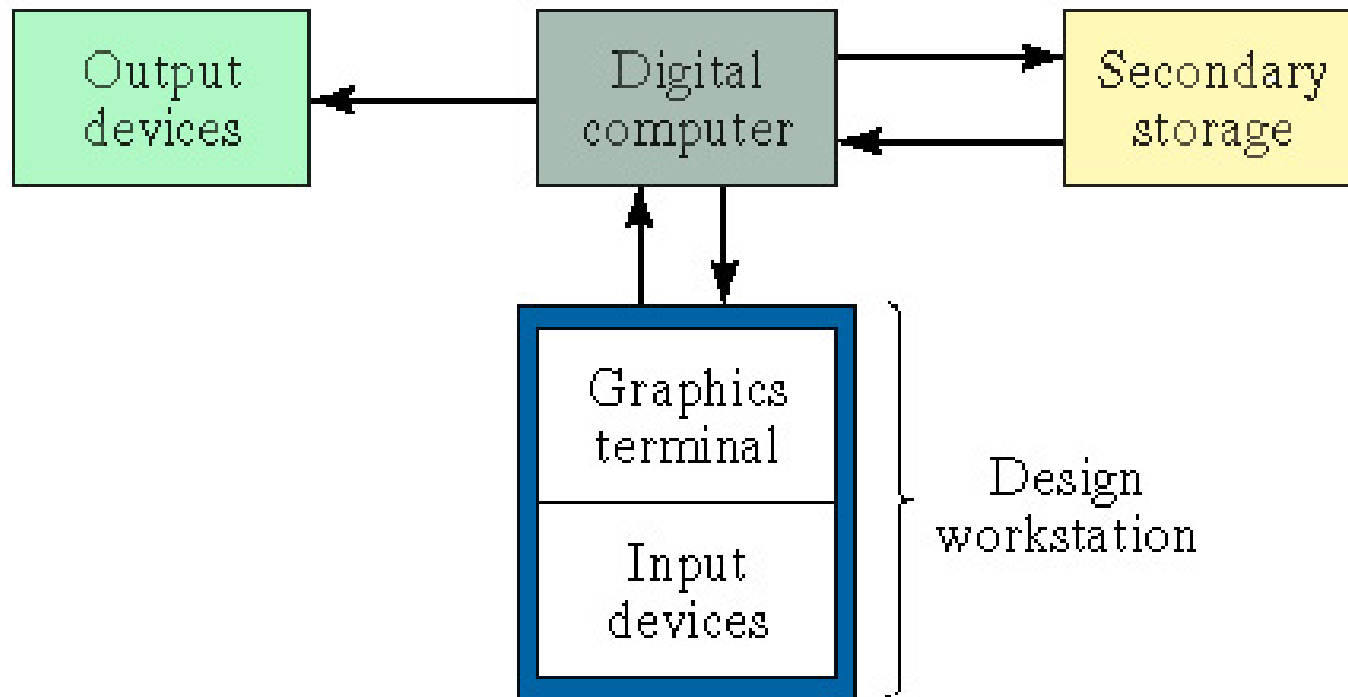 Output
devices
Digital
computer
Secondary
storage
Graphics
terminal
Input
devices
Design
workstation